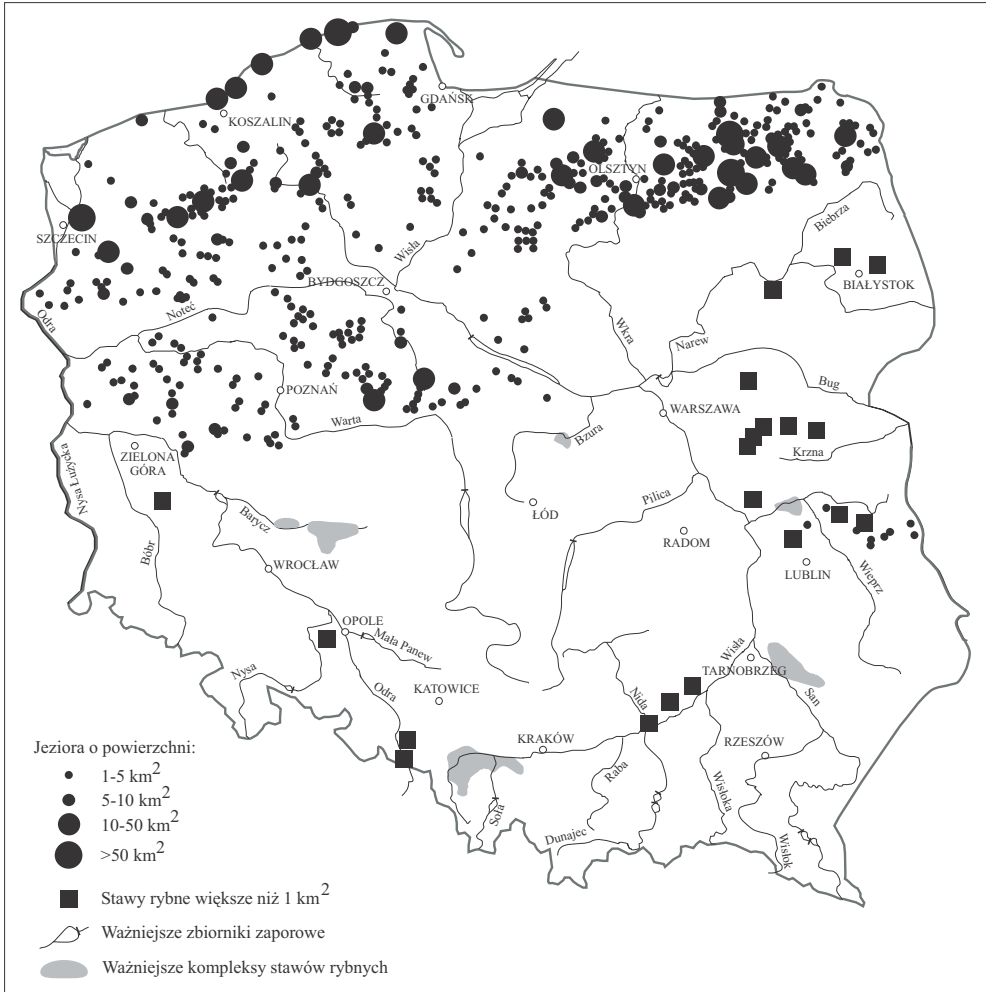 GDAŃSK
KOSZALIN
OLSZTYN
SZCZECIN
Wisła
Biebrza
BIAŁYSTOK
BYDGOSZCZ
Noteć
Odra
Wkra
Narew
Bug
POZNAŃ
WARSZAWA
Warta
Bzura
Krzna
ZIELONA
GÓRA
Nysa Łużycka
ŁÓD
Pilica
Barycz
RADOM
Bóbr
WROCŁAW
LUBLIN
Wieprz
OPOLE
Mała Panew
Wisła
TARNOBRZEG
Nysa
Odra
KATOWICE
Nida
San
KRAKÓW
RZESZÓW
Raba
Wisłoka
Soła
Dunajec
Wisłok
Jeziora o powierzchni:
1-5 km²
5-10 km²
10-50 km²
>50 km²
Stawy rybne większe niż 1 km²
Ważniejsze zbiorniki zaporowe
Ważniejsze kompleksy stawów rybnych